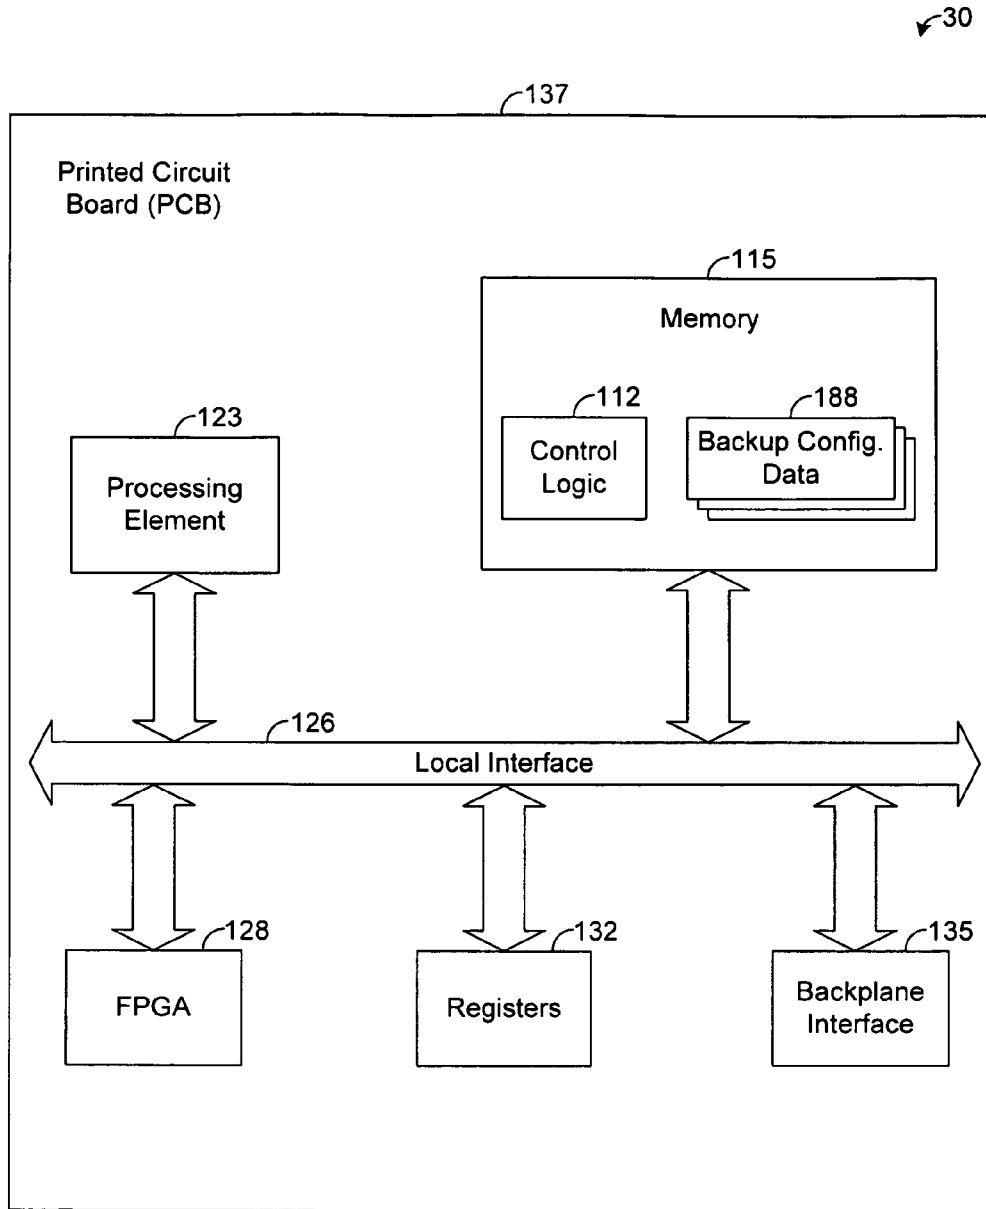 30
137
Printed Circuit
Board (PCB)
115
Memory
112
188
Control
Logic
Backup Config.
Data
123
Processing
Element
126
Local Interface
128
132
135
FPGA
Registers
Backplane
Interface